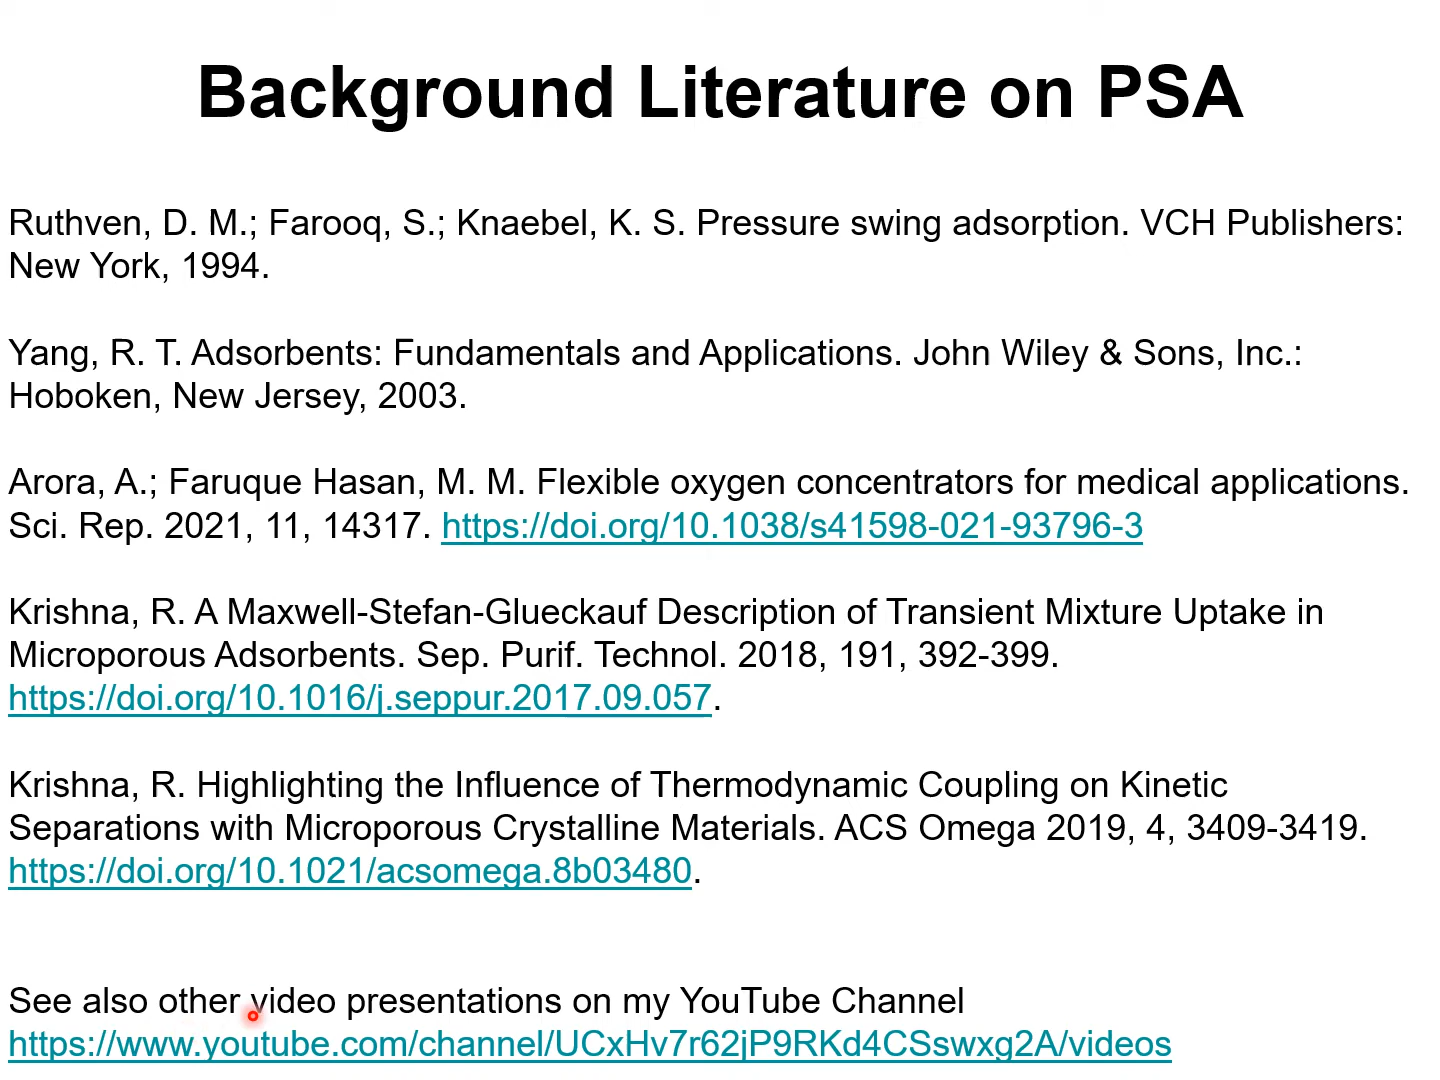 Background Literature on PSA
Ruthven, D. M.; Farooq, S.; Knaebel, K. S. Pressure swing adsorption. VCH Publishers:
New York, 1994.
Yang, R. T. Adsorbents: Fundamentals and Applications. John Wiley & Sons, Inc.:
Hoboken, New Jersey, 2003.
Arora, A.; Faruque Hasan, M. M. Flexible oxygen concentrators for medical applications.
Sci. Rep. 2021, 11, 14317. https://doi.org/10.1038/s41598-021-93796-3
Krishna, R. A Maxwell-Stefan-Glueckauf Description of Transient Mixture Uptake in
Microporous Adsorbents. Sep. Purif. Technol. 2018, 191, 392-399.
https://doi.org/10.1016/j.seppur.2017.09.057.
Krishna, R. Highlighting the Influence of Thermodynamic Coupling on Kinetic
Separations with Microporous Crystalline Materials. ACS Omega 2019, 4, 3409-3419.
https://doi.org/10.1021/acsomega.8b03480.
See also other video presentations on my YouTube Channel
https://www.youtube.com/channel/UCxHv7r62jP9RKd4CSswxg2A/videos